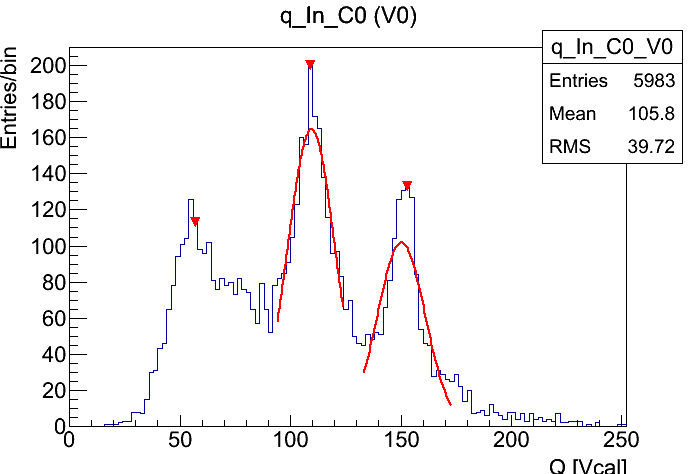 q_In_C0 (V0)
q_In_C0_V0
Entries 5983
Mean 105.8
RMS 39.72
Entries/bin
200
180
160
140
120
100
80
60
40
20
0
0 50 100 150 200 250
Q [Vcal]